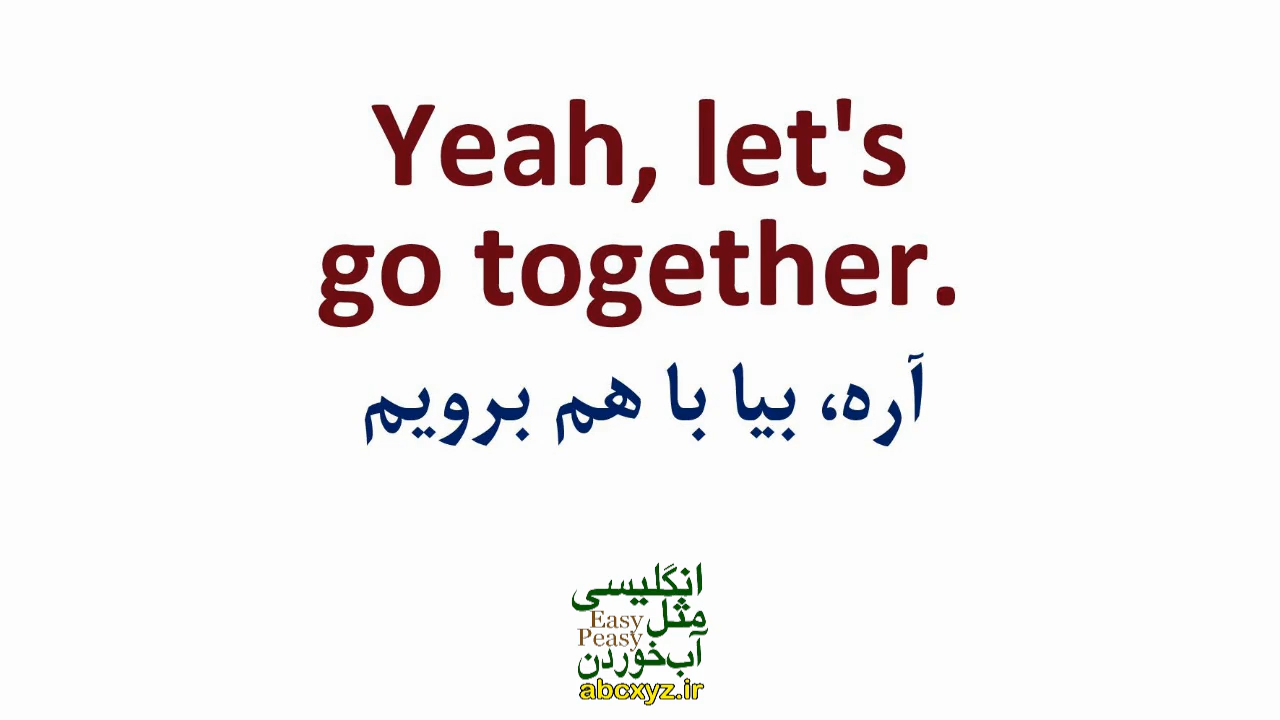 Yeah, let's
go together.
آره، بیا با هم برویم
انگلیسی
مثل
Easy
Peasy
آب‌خوردن
abcxyz.ir